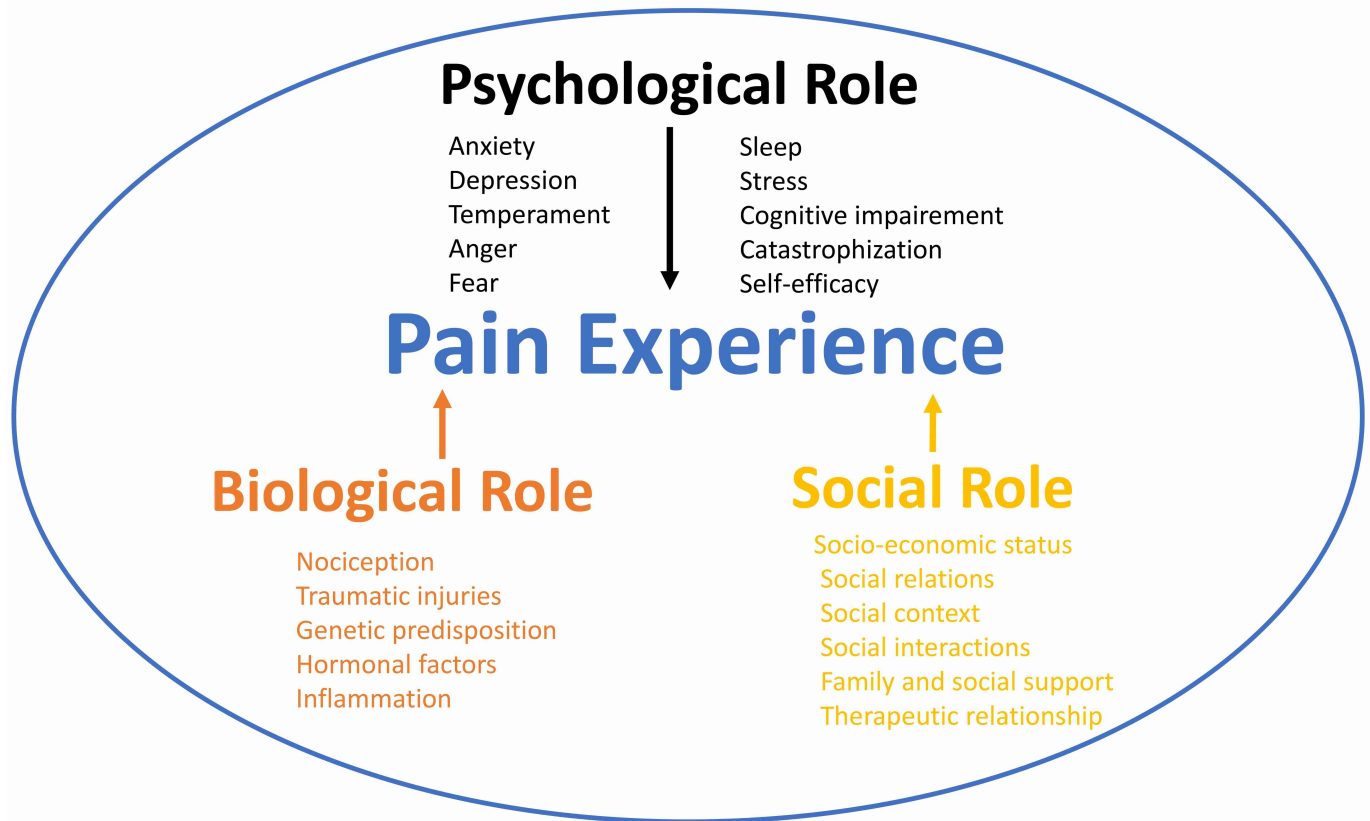 Psychological Role
Anxiety
Depression
Temperament
Anger
Fear
Sleep
Stress
Cognitive impairement
Catastrophization
Self-efficacy
Pain Experience
Biological Role
Nociception
Traumatic injuries
Genetic predisposition
Hormonal factors
Inflammation
Social Role
Socio-economic status
Social relations
Social context
Social interactions
Family and social support
Therapeutic relationship